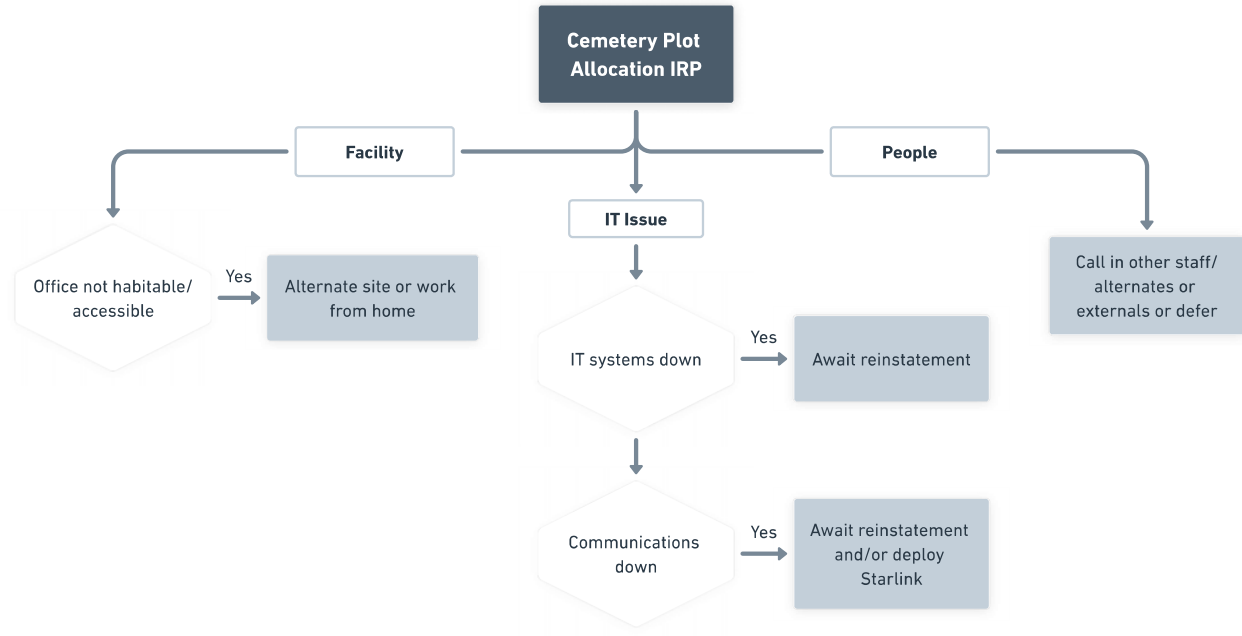 Cemetery Plot
Allocation IRP
Facility
People
IT Issue
Office not habitable/
accessible
Yes
Alternate site or work
from home
Call in other staff/
alternates or
externals or defer
IT systems down
Yes
Await reinstatement
Communications
down
Yes
Await reinstatement
and/or deploy
Starlink